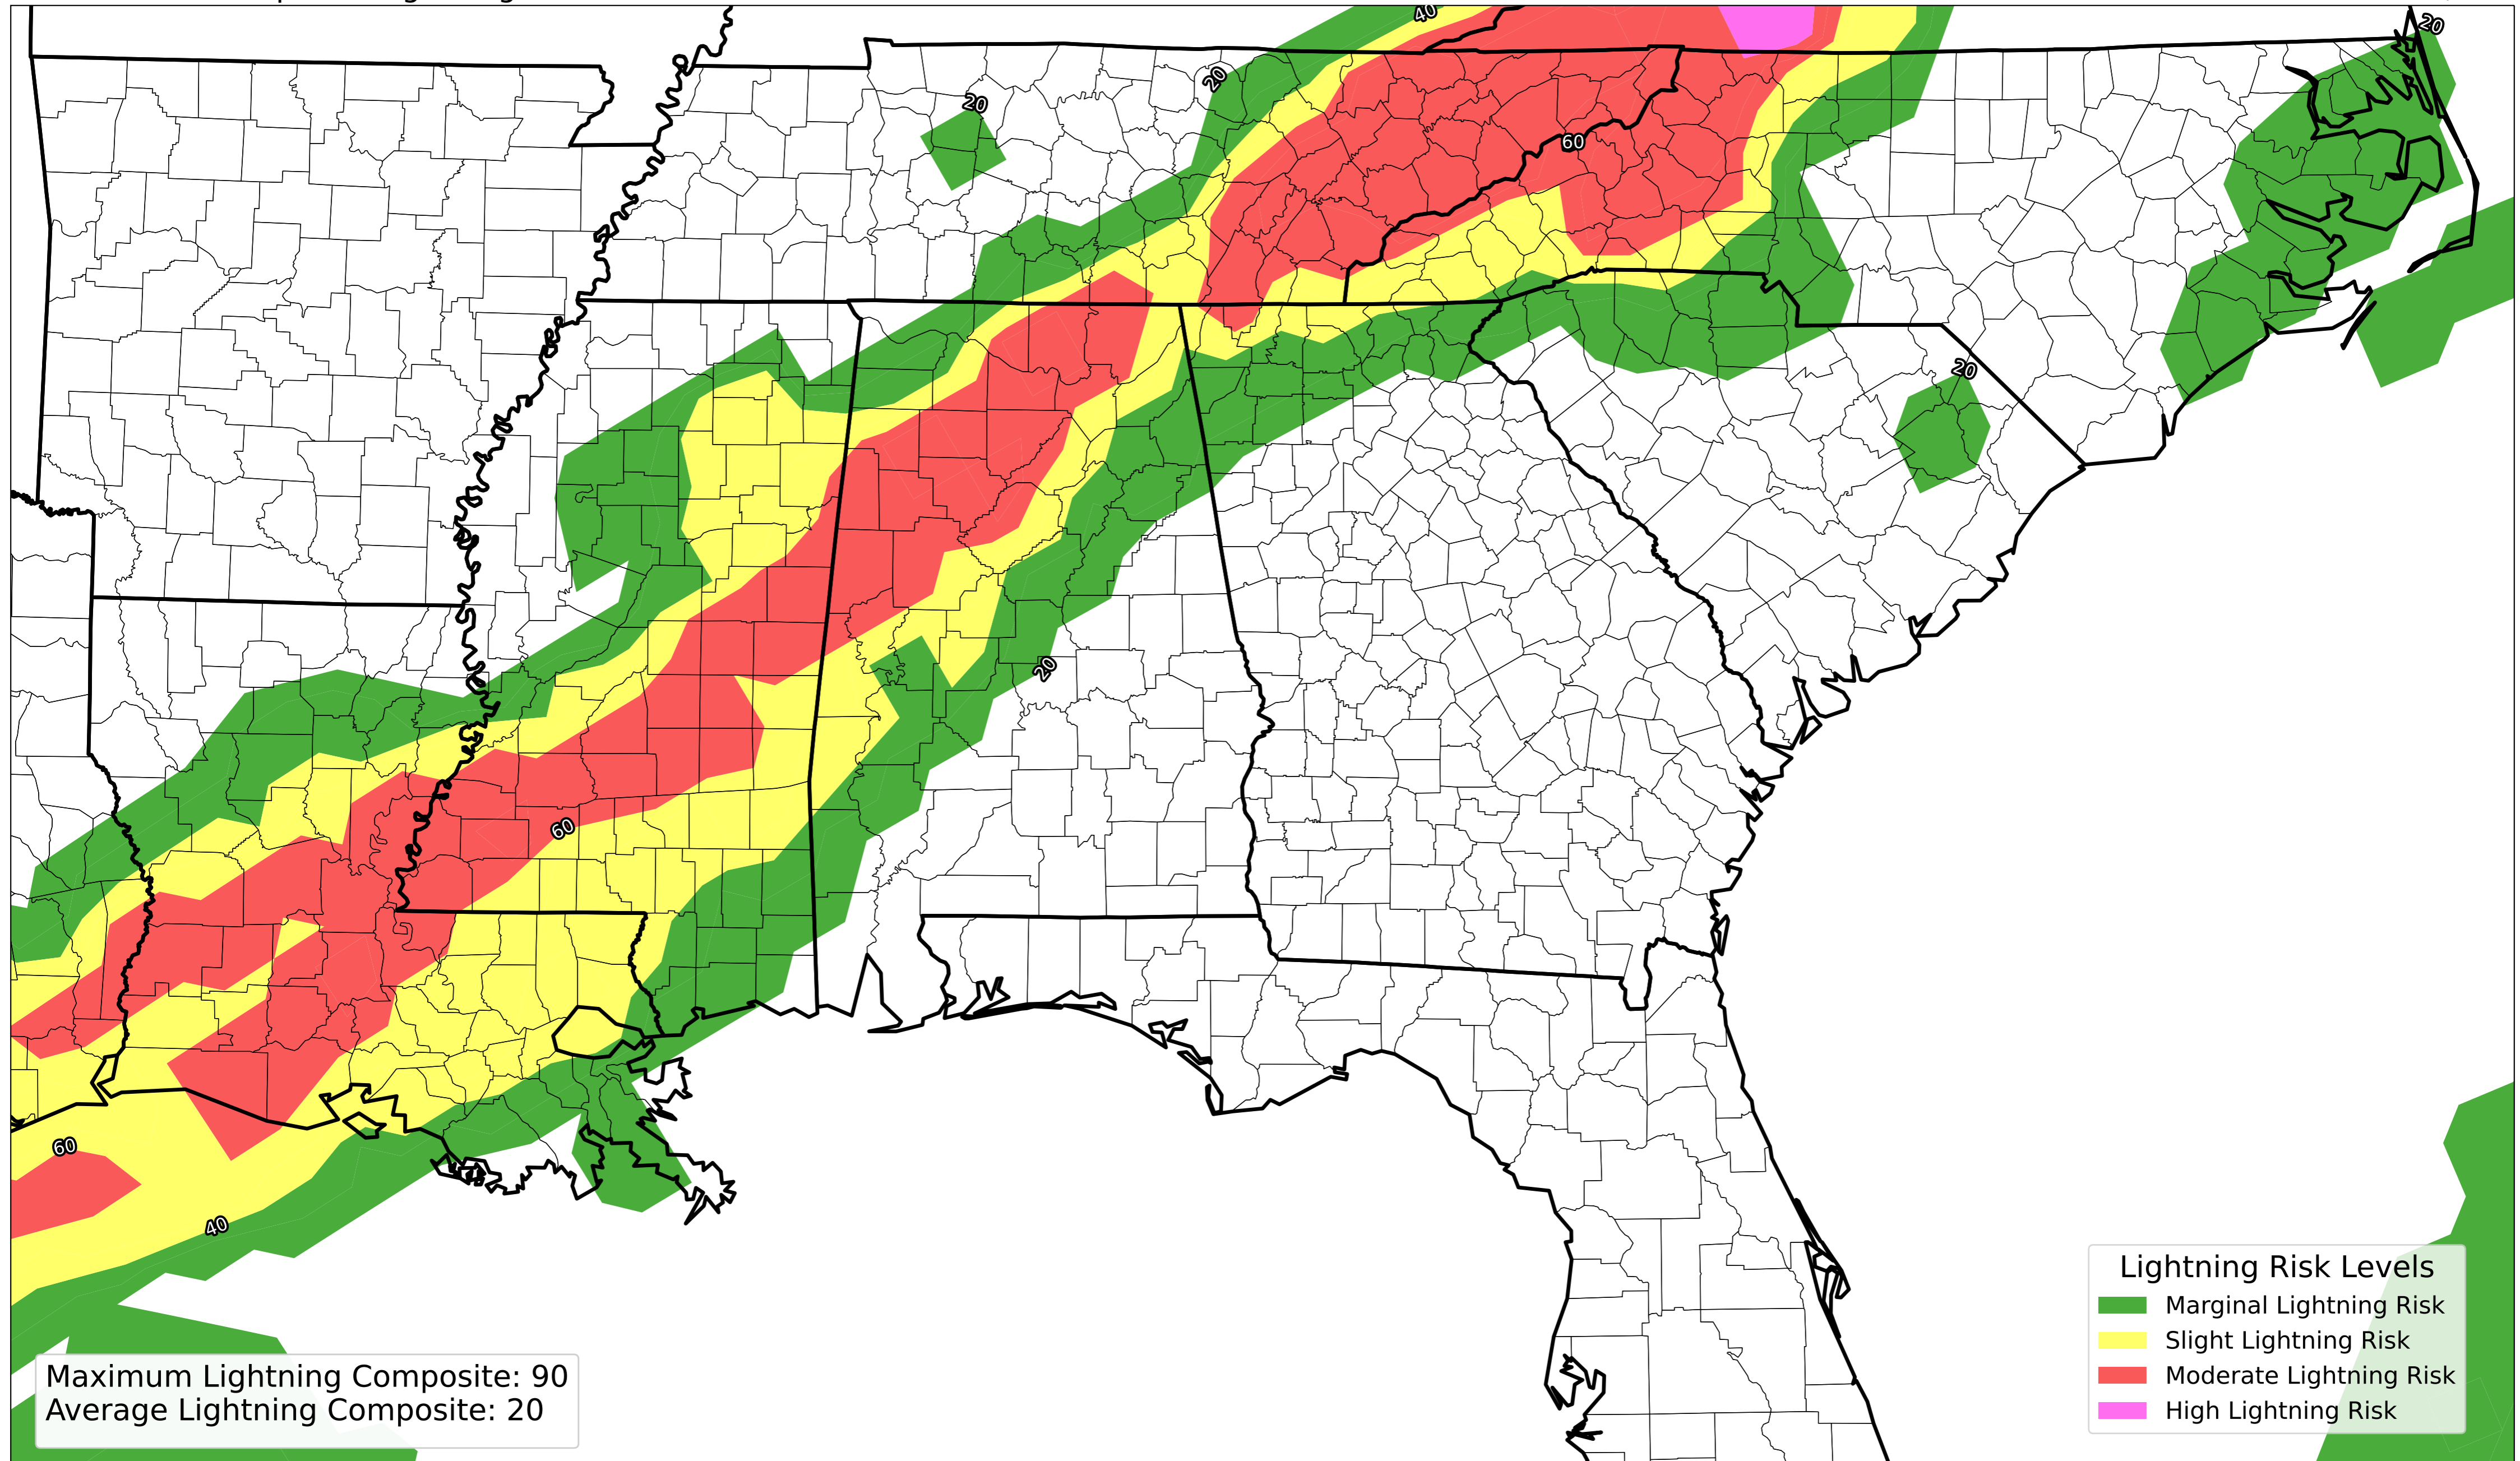 40
20
20
20
60
20
20
60
60
40
Lightning Risk Levels
Marginal Lightning Risk
Slight Lightning Risk
Moderate Lightning Risk
High Lightning Risk
Maximum Lightning Composite: 90
Average Lightning Composite: 20